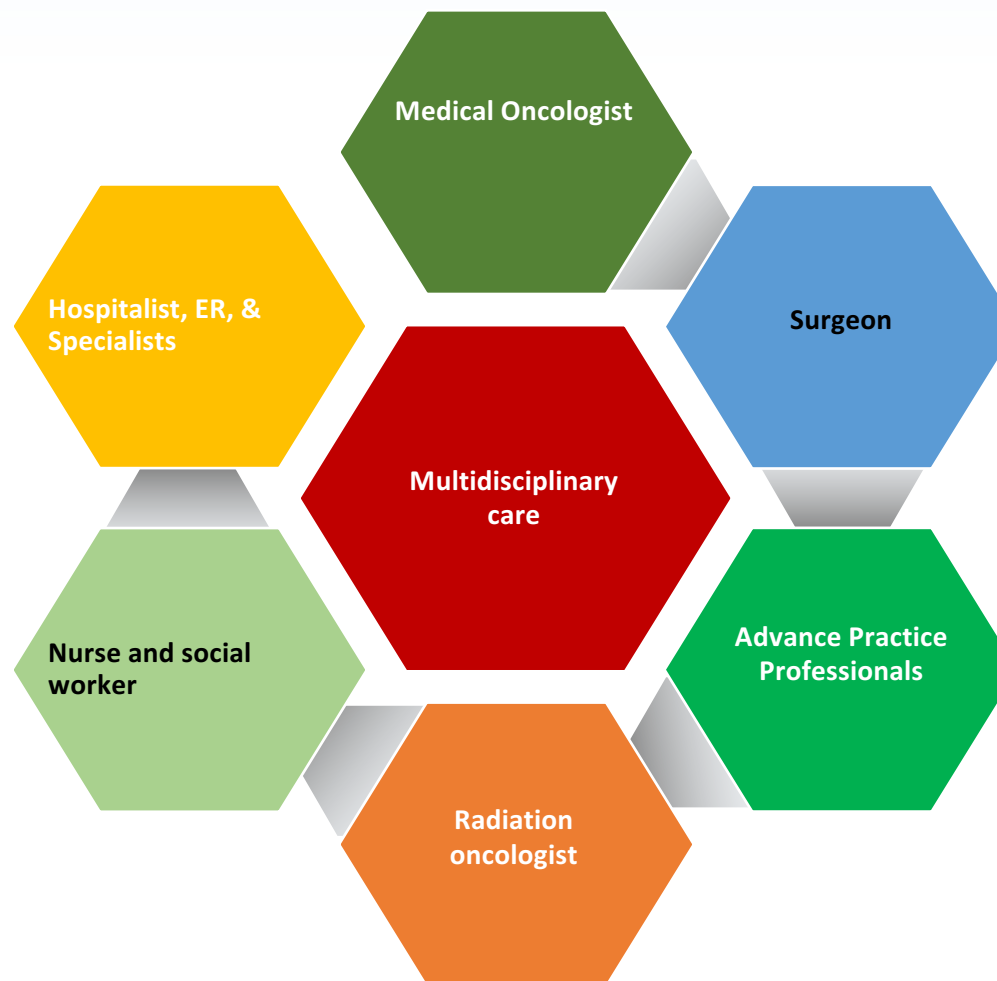 Medical Oncologist
Hospitalist, ER, &
Specialists
Surgeon
Multidisciplinary
care
Nurse and social
worker
Advance Practice
Professionals
Radiation
oncologist